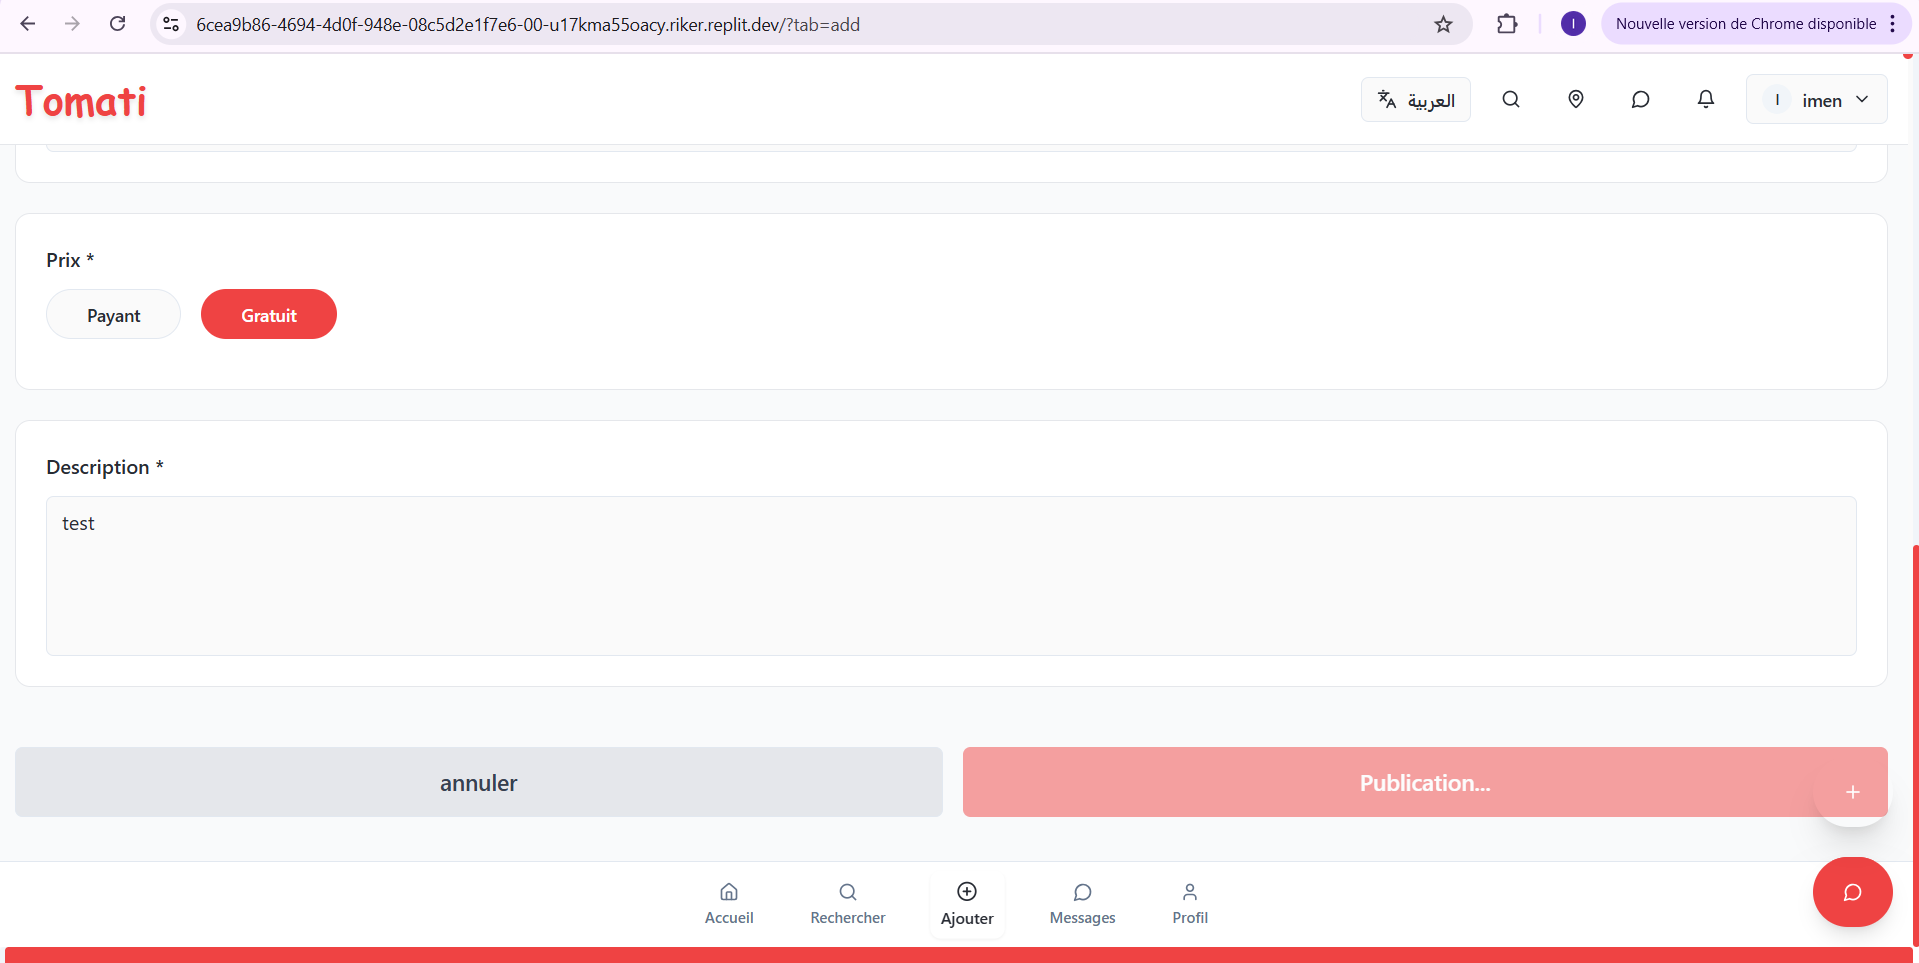 6cea9b86-4694-4d0f-948e-08c5d2e1f7e6-00-u17kma55oacy.riker.replit.dev/?tab=add
I
Nouvelle version de Chrome disponible
Tomati
العربية
I
imen
Prix *
Payant
Gratuit
Description *
test
annuler
Publication...
Accueil
Rechercher
Ajouter
Messages
Profil